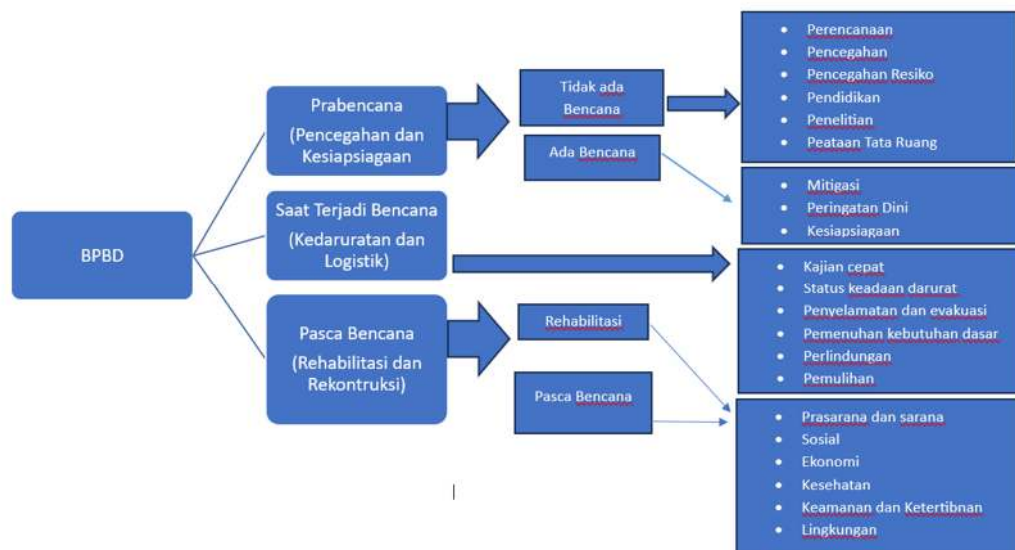 BPBD
Prabencana
(Pencegahan dan
Kesiapsiagaan
Saat Terjadi Bencana
(Kedaruratan dan
Logistik)
Pasca Bencana
(Rehabilitasi dan
Rekontruksi)
Tidak ada
Bencana
Ada Bencana
Rehabilitasi
Pasca Bencana
• Perencanaan
• Pencegahan
• Pencegahan Resiko
• Pendidikan
• Penelitian
• Peataan Tata Ruang
• Mitigasi
• Peringatan Dini
• Kesiapsiagaan
• Kajian cepat
• Status keadaan darurat
• Penyelamatan dan evakuasi
• Pemenuhan kebutuhan dasar
• Perlindungan
• Pemulihan
• Prasarana dan sarana
• Sosial
• Ekonomi
• Kesehatan
• Keamanan dan Ketertibnan
• Lingkungan